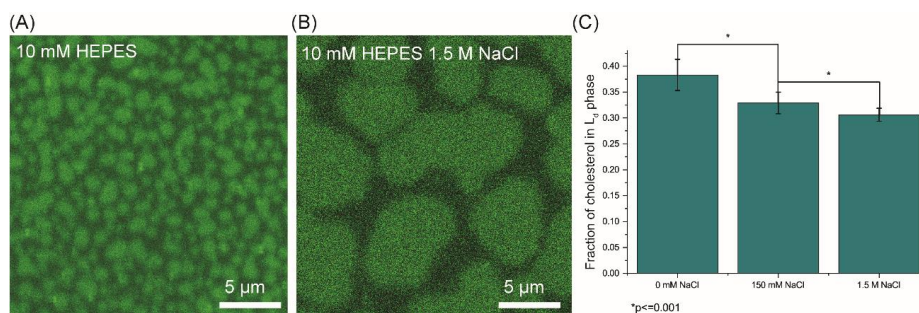 (A)
10 mM HEPES
5 µm
(B)
10 mM HEPES 1.5 M NaCl
5 µm
(C)
Fraction of cholesterol in Ld phase
0.40
0.35
0.30
0.25
0.20
0.15
0.10
0.05
0.00
*
*
0 mM NaCl
150 mM NaCl
1.5 M NaCl
*p<=0.001